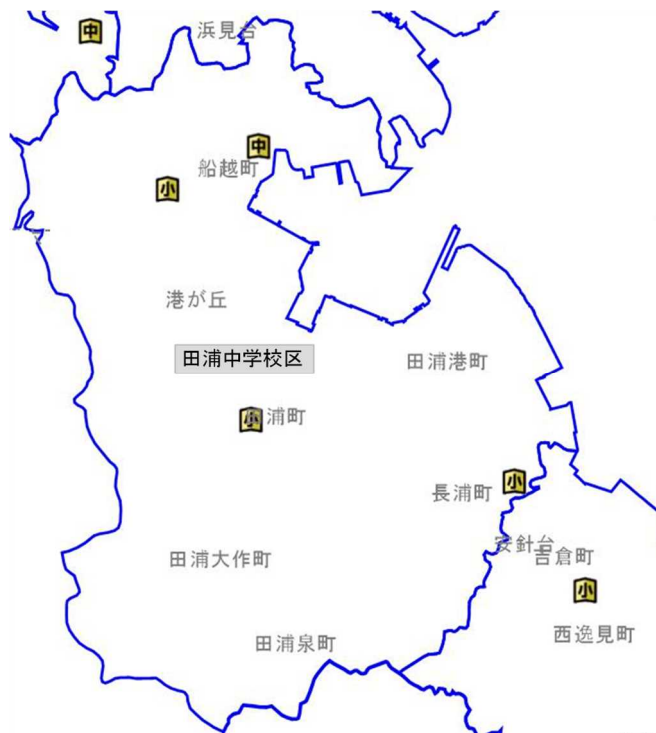 中
浜見台
中
船越町
小
港が丘
田浦中学校区
田浦港町
小
浦町
小
長浦町
安針台
吉倉町
田浦大作町
小
西逸見町
田浦泉町